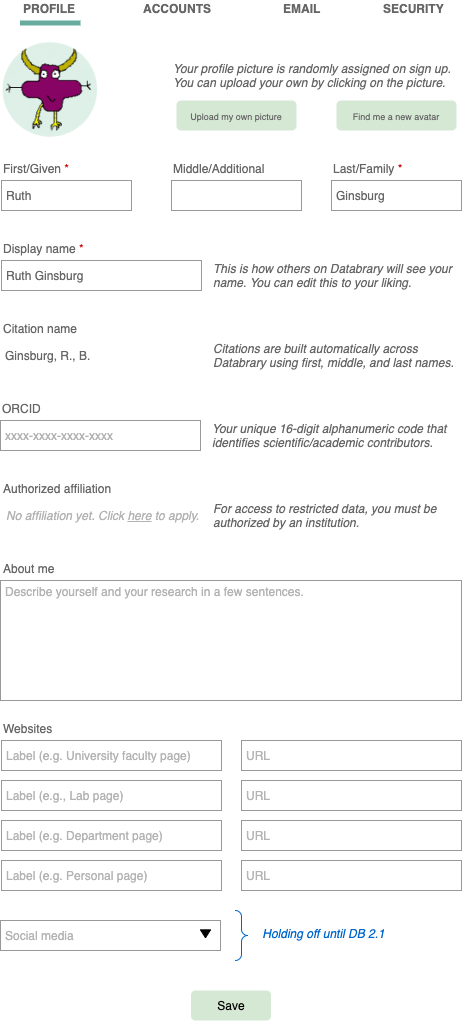 PROFILE ACCOUNTS EMAIL SECURITY
Your profile picture is randomly assigned on sign up.
You can upload your own by clicking on the picture.
Upload my own picture Find me a new avatar
First/Given * Middle/Additional Last/Family *
Ruth Ginsburg
Display name *
Ruth Ginsburg
This is how others on Databrary will see your
name. You can edit this to your liking.
Citation name
Ginsburg, R., B.
Citations are built automatically across
Databrary using first, middle, and last names.
ORCID
xxxx-xxxx-xxxx-xxxx
Your unique 16-digit alphanumeric code that
identifies scientific/academic contributors.
Authorized affiliation
No affiliation yet. Click here to apply.
For access to restricted data, you must be
authorized by an institution.
About me
Describe yourself and your research in a few sentences.
Websites
Label (e.g. University faculty page) URL
Label (e.g., Lab page) URL
Label (e.g. Department page) URL
Label (e.g. Personal page) URL
Social media Holding off until DB 2.1
Save